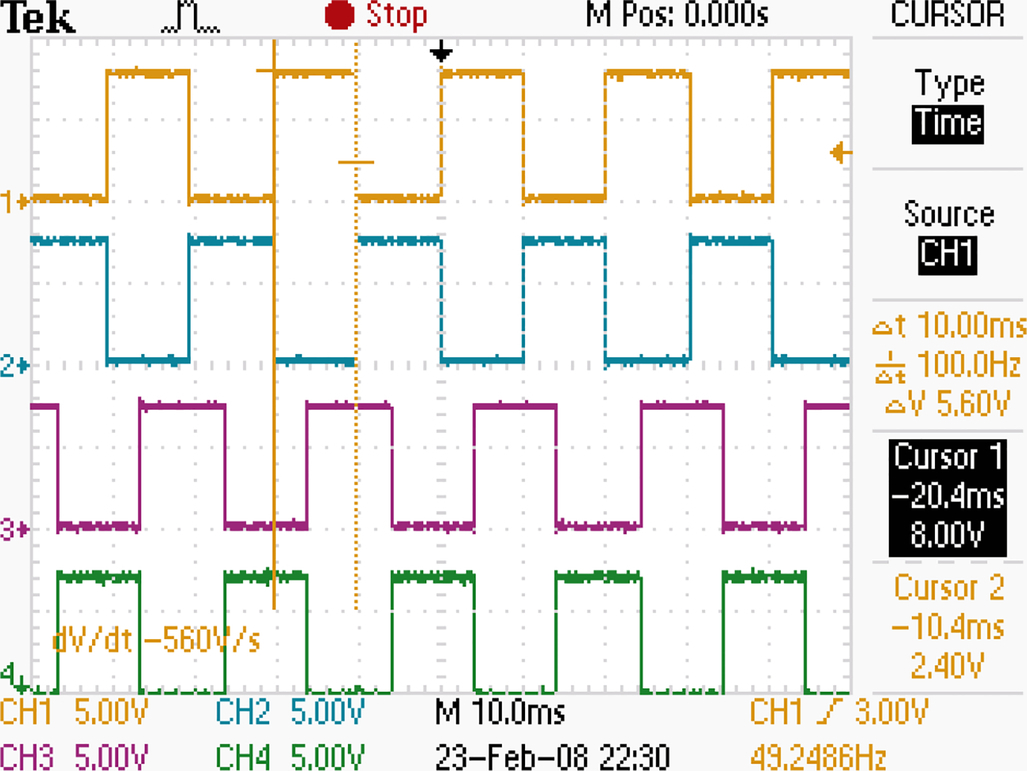 Tek Stop M Pos: 0.000s CURSOR
Type
Time
Source
CH1
Δt 10.00ms
1/Δt 100.0Hz
ΔV 5.60V
Cursor 1
-20.4ms
8.00V
Cursor 2
-10.4ms
2.40V
1
2
3
4
dV/dt -560V/s
CH1 5.00V CH2 5.00V M 10.0ms CH1 3.00V
CH3 5.00V CH4 5.00V 23-Feb-08 22:30 49.2486Hz